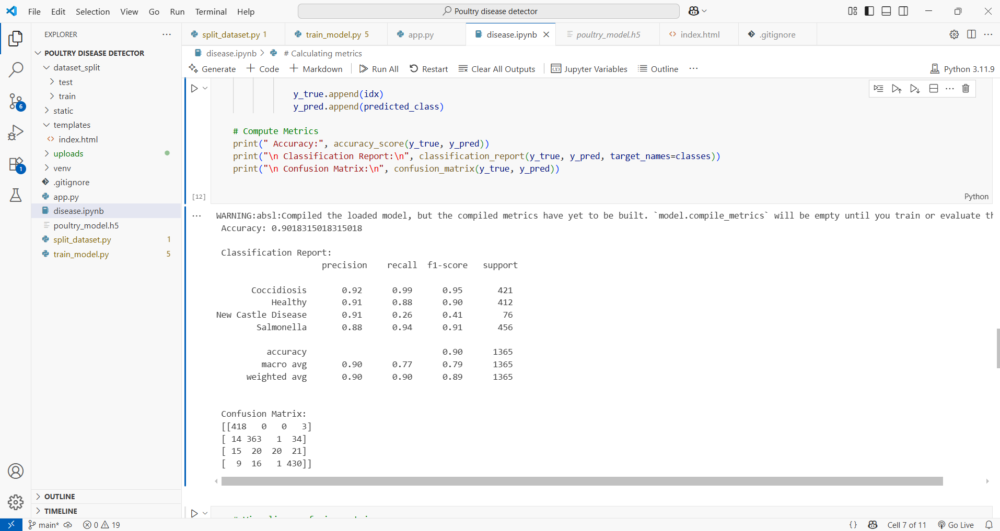 File Edit Selection View Go Run Terminal Help
Poultry disease detector
EXPLORER
POULTRY DISEASE DETECTOR
dataset_split
test
train
static
templates
index.html
uploads
venv
.gitignore
app.py
disease.ipynb
poultry_model.h5
split_dataset.py 1
train_model.py 5
OUTLINE
TIMELINE
6
1
split_dataset.py 1 train_model.py 5 app.py disease.ipynb poultry_model.h5 index.html .gitignore
disease.ipynb > # Calculating metrics
Generate + Code + Markdown Run All Restart Clear All Outputs Jupyter Variables Outline ... Python 3.11.9
y_true.append(idx)
y_pred.append(predicted_class)
# Compute Metrics
print(" Accuracy:", accuracy_score(y_true, y_pred))
print("\n Classification Report:\n", classification_report(y_true, y_pred, target_names=classes))
print("\n Confusion Matrix:\n", confusion_matrix(y_true, y_pred))
[12] Python
WARNING:absl:Compiled the loaded model, but the compiled metrics have yet to be built. `model.compile_metrics` will be empty until you train or evaluate th
Accuracy: 0.9018315018315018
Classification Report:
precision recall f1-score support
Coccidiosis 0.92 0.99 0.95 421
Healthy 0.91 0.88 0.90 412
New Castle Disease 0.91 0.26 0.41 76
Salmonella 0.88 0.94 0.91 456
accuracy 0.90 1365
macro avg 0.90 0.77 0.79 1365
weighted avg 0.90 0.90 0.89 1365
Confusion Matrix:
[[418 0 0 3]
[ 14 363 1 34]
[ 15 20 20 21]
[ 9 16 1 430]]
main* 0 19 {} Cell 7 of 11 Go Live